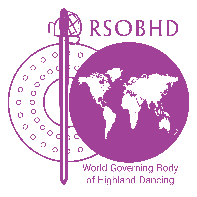 RSOBHD
World Governing Body
of Highland Dancing